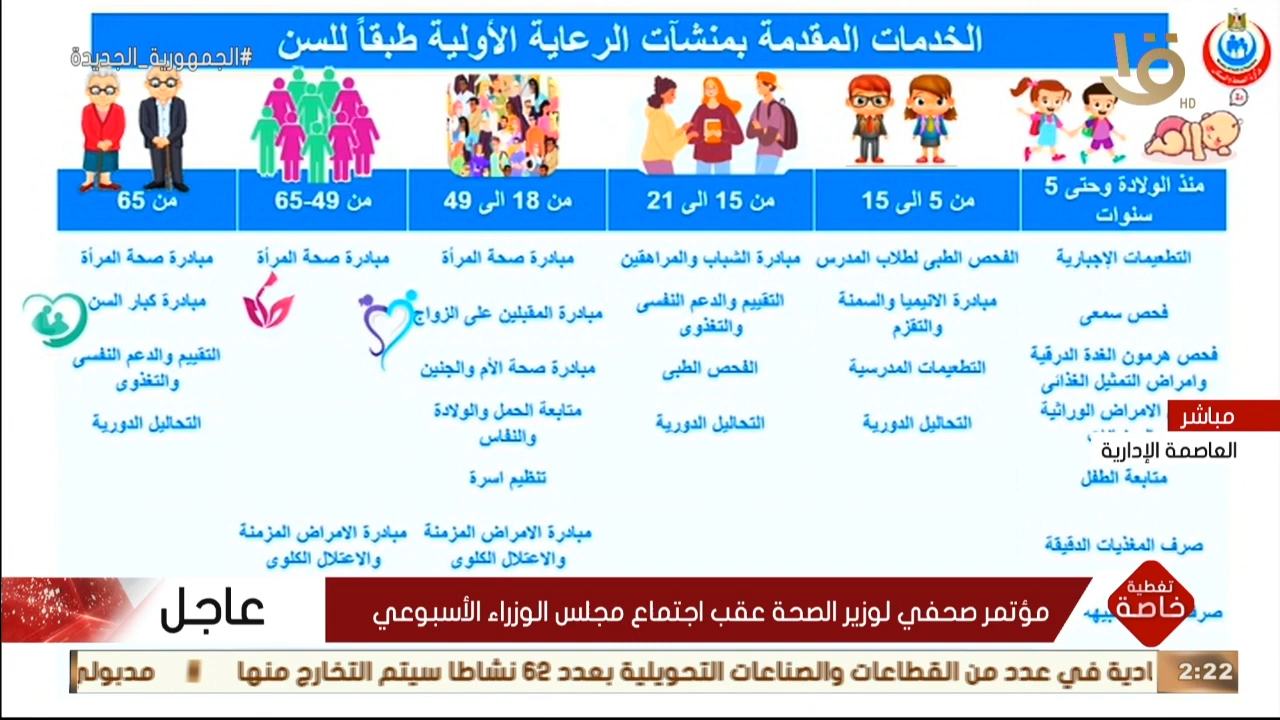 الخدمات المقدمة بمنشآت الرعاية الأولية طبقاً للسن
#الجمهورية_الجديدة
HD
منذ الولادة وحتى 5
سنوات
من 5 الى 15
من 15 الى 21
من 18 الى 49
من 49-65
من 65
التطعيمات الإجبارية
فحص سمعى
فحص هرمون الغدة الدرقية
وامراض التمثيل الغذائى
الامراض الوراثية
متابعة الطفل
صرف المغذيات الدقيقة
الفحص الطبى لطلاب المدرس
مبادرة الانيميا والسمنة
والتقزم
التطعيمات المدرسية
التحاليل الدورية
مبادرة الشباب والمراهقين
التقييم والدعم النفسى
والتغذوى
الفحص الطبى
التحاليل الدورية
مبادرة صحة المرأة
مبادرة المقبلين على الزواج
مبادرة صحة الأم والجنين
متابعة الحمل والولادة
والنفاس
تنظيم اسرة
مبادرة الامراض المزمنة
والاعتلال الكلوى
مبادرة صحة المرأة
مبادرة الامراض المزمنة
والاعتلال الكلوى
مبادرة صحة المرأة
مبادرة كبار السن
التقييم والدعم النفسى
والتغذوى
التحاليل الدورية
مباشر
العاصمة الإدارية
تغطية
خاصة
مؤتمر صحفي لوزير الصحة عقب اجتماع مجلس الوزراء الأسبوعي
عاجل
2:22
ادية في عدد من القطاعات والصناعات التحويلية بعدد 62 نشاطا سيتم التخارج منها مدبولي